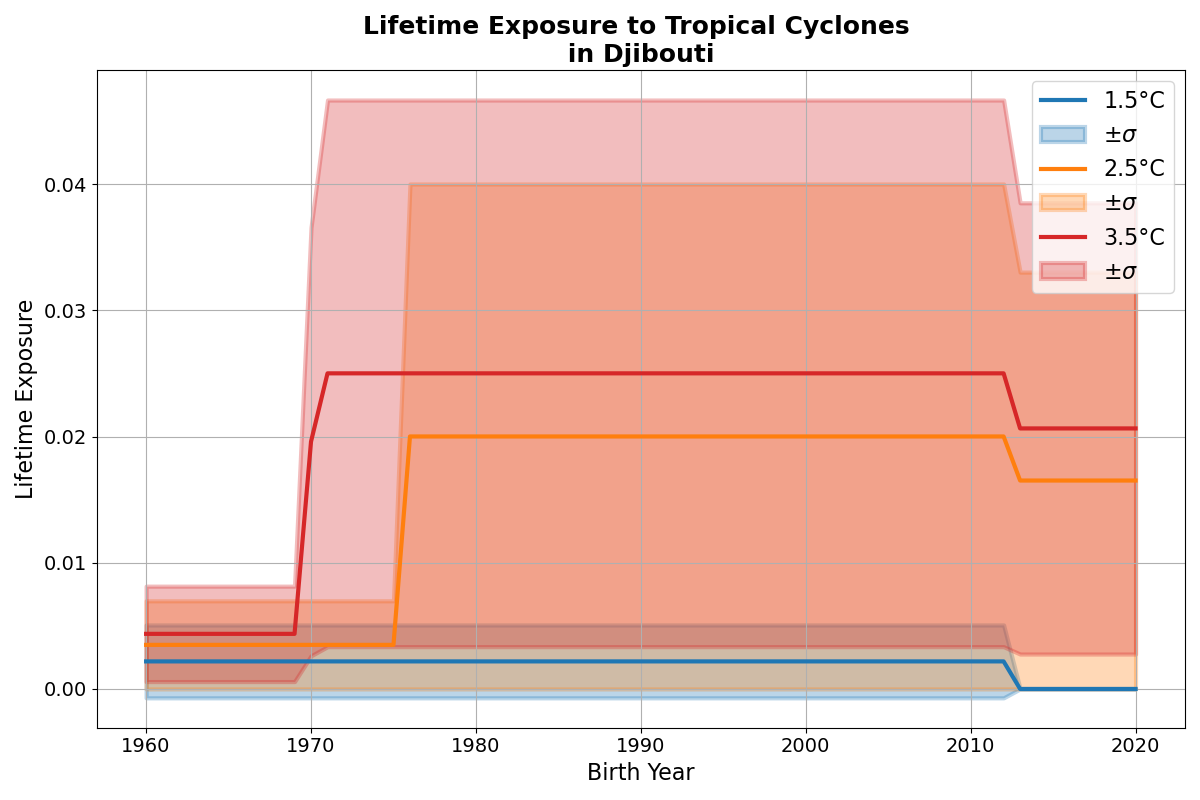 Lifetime Exposure to Tropical Cyclones
in Djibouti
1.5°C
±σ
2.5°C
±σ
3.5°C
±σ
Lifetime Exposure
0.04
0.03
0.02
0.01
0.00
1960 1970 1980 1990 2000 2010 2020
Birth Year